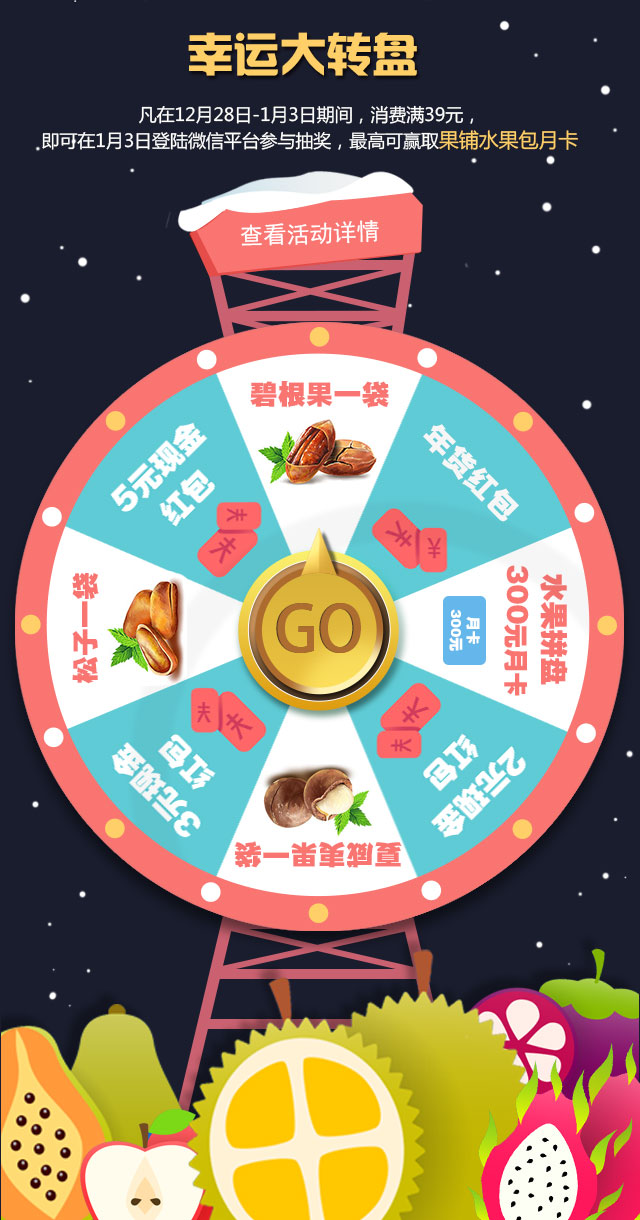 幸运大转盘
凡在12月28日-1月3日期间，消费满39元，
即可在1月3日登陆微信平台参与抽奖，最高可赢取果铺水果包月卡
查看活动详情
碧根果一袋
年货红包
水果拼盘
300元月卡
月卡
300元
2元现金
红包
夏威夷果一袋
3元现金
红包
松子一袋
5元现金
红包
GO